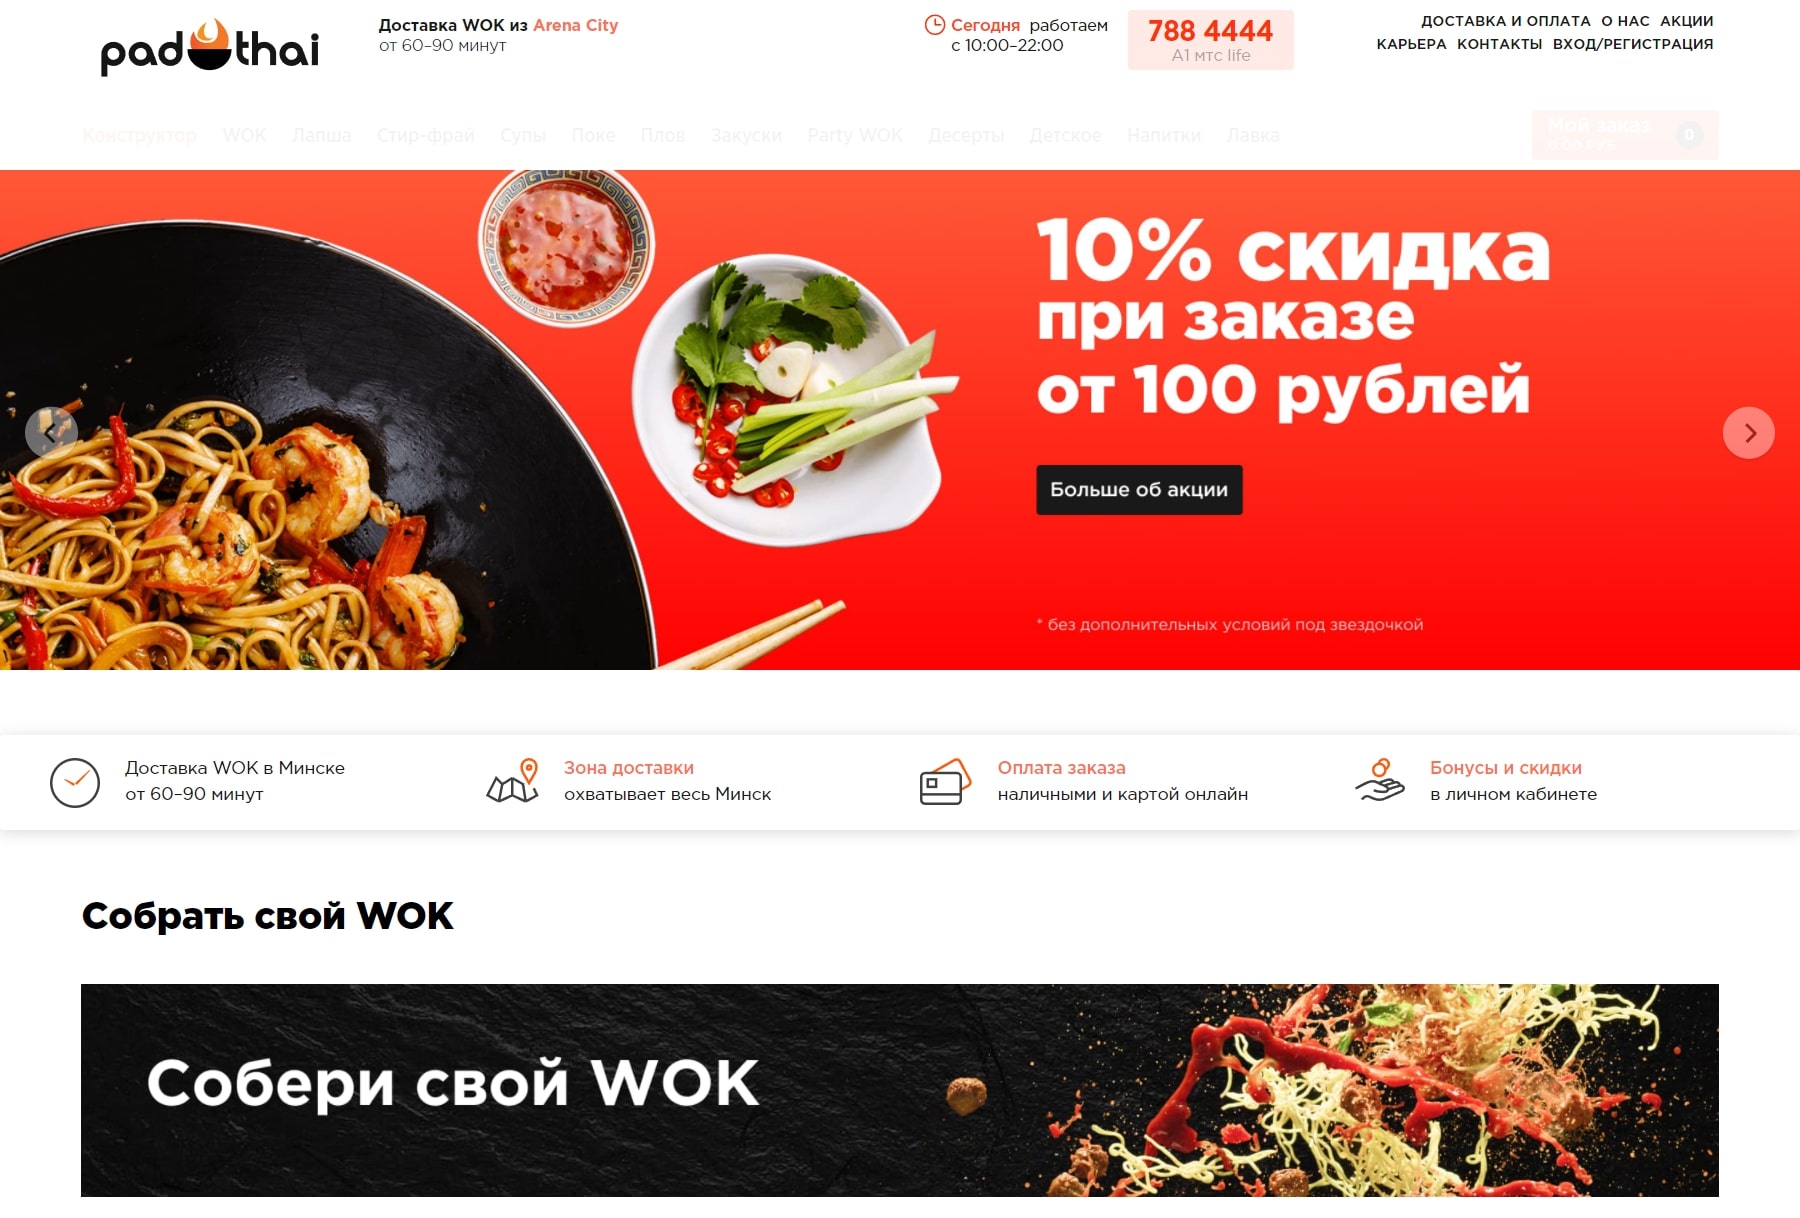 pad thai
Доставка WOK из Arena City
от 60–90 минут
Сегодня работаем
с 10:00–22:00
788 4444
A1 мтс life
ДОСТАВКА И ОПЛАТА О НАС АКЦИИ
КАРЬЕРА КОНТАКТЫ ВХОД/РЕГИСТРАЦИЯ
Конструктор WOK Лапша Стир-фрай Супы Поке Плов Закуски Party WOK Десерты Детское Напитки Лавка
Мой заказ
0.00 РУБ.
0
10% скидка
при заказе
от 100 рублей
Больше об акции
* без дополнительных условий под звездочкой
Доставка WOK в Минске
от 60–90 минут
Зона доставки
охватывает весь Минск
Оплата заказа
наличными и картой онлайн
Бонусы и скидки
в личном кабинете
Собрать свой WOK
Собери свой WOK